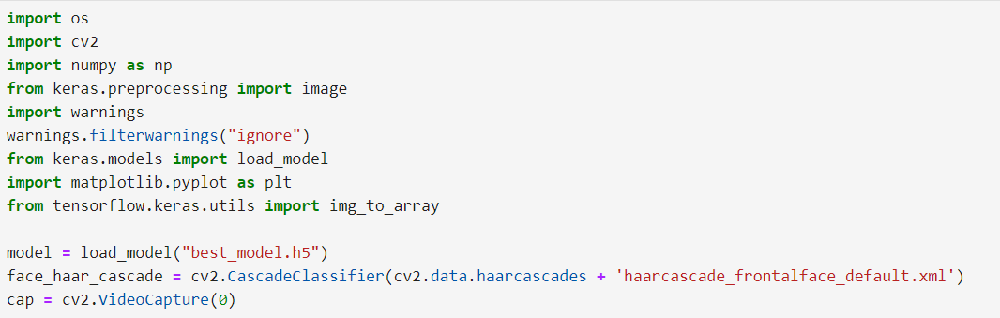 import os
import cv2
import numpy as np
from keras.preprocessing import image
import warnings
warnings.filterwarnings("ignore")
from keras.models import load_model
import matplotlib.pyplot as plt
from tensorflow.keras.utils import img_to_array

model = load_model("best_model.h5")
face_haar_cascade = cv2.CascadeClassifier(cv2.data.haarcascades + 'haarcascade_frontalface_default.xml')
cap = cv2.VideoCapture(0)